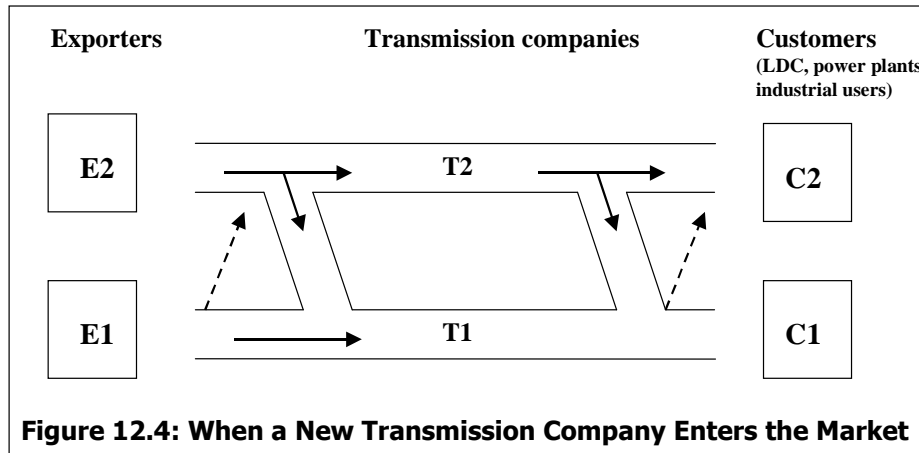 Exporters Transmission companies Customers
(LDC, power plants
industrial users)
E2 T2 C2
E1 T1 C1
Figure 12.4: When a New Transmission Company Enters the Market